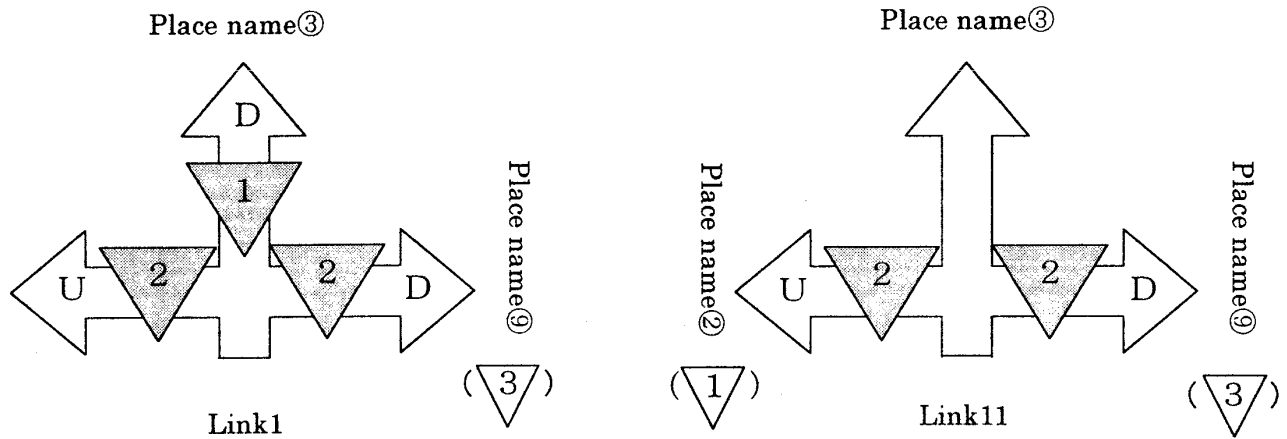 Place name③
D
1
U
2
2
D
Place name⑨
(3)
Link1
Place name③
Place name②
U
2
2
D
Place name⑨
(1)
(3)
Link11